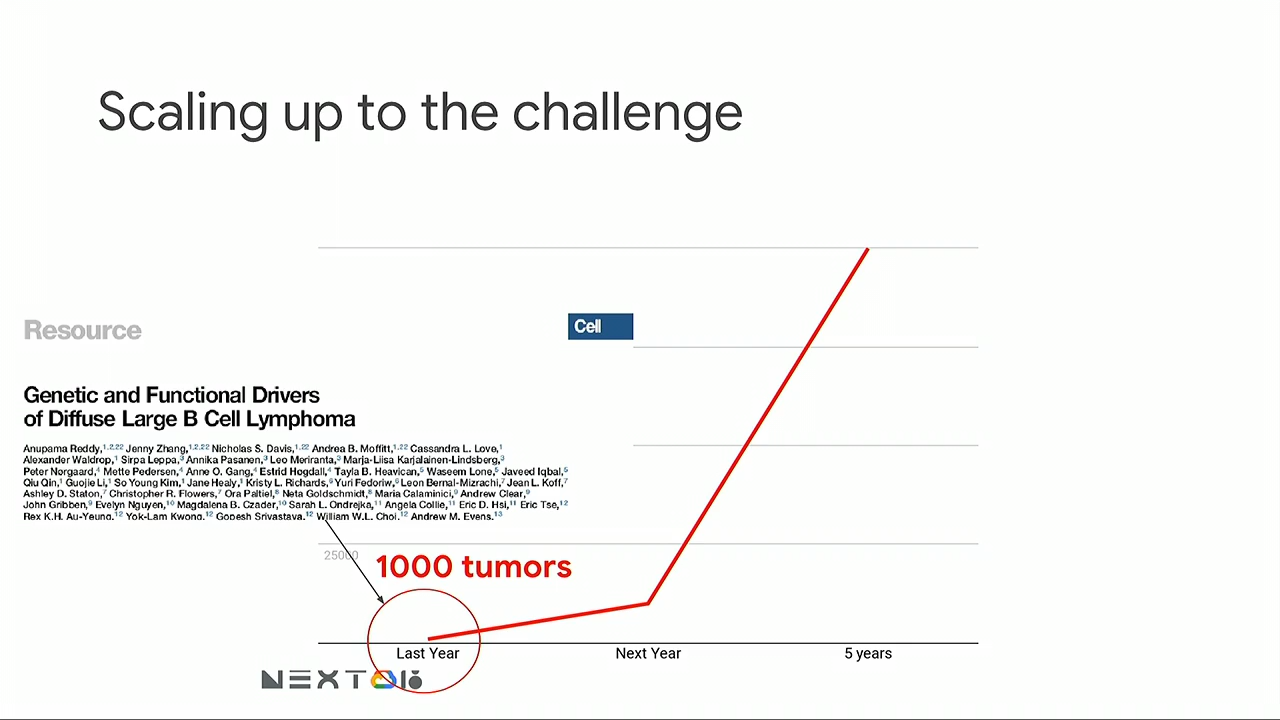 Scaling up to the challenge
Resource
Cell
Genetic and Functional Drivers
of Diffuse Large B Cell Lymphoma
Anupama Reddy,1,2,22 Jenny Zhang,1,2,22 Nicholas S. Davis,1,22 Andrea B. Moffitt,1,22 Cassandra L. Love,1
Alexander Waldrop,1 Sirpa Leppa,3 Annika Pasanen,3 Leo Meriranta,3 Marja-Liisa Karjalainen-Lindsberg,3
Peter Nørgaard,4 Mette Pedersen,4 Anne O. Gang,4 Estrid Høgdall,4 Tayla B. Heavican,5 Waseem Lone,5 Javeed Iqbal,5
Qiu Qin,1 Guojie Li,1 So Young Kim,1 Jane Healy,1 Kristy L. Richards,6 Yuri Fedoriw,6 Leon Bernal-Mizrachi,7 Jean L. Koff,7
Ashley D. Staton,7 Christopher R. Flowers,7 Ora Paltiel,8 Neta Goldschmidt,8 Maria Calaminici,9 Andrew Clear,9
John Gribben,9 Evelyn Nguyen,10 Magdalena B. Czader,10 Sarah L. Ondrejka,11 Angela Collie,11 Eric D. Hsi,11 Eric Tse,12
Rex K.H. Au-Yeung,12 Yok-Lam Kwong,12 Gopesh Srivastava,12 William W.L. Choi,12 Andrew M. Evens,13
25000
1000 tumors
Last Year
Next Year
5 years
NEXT 18